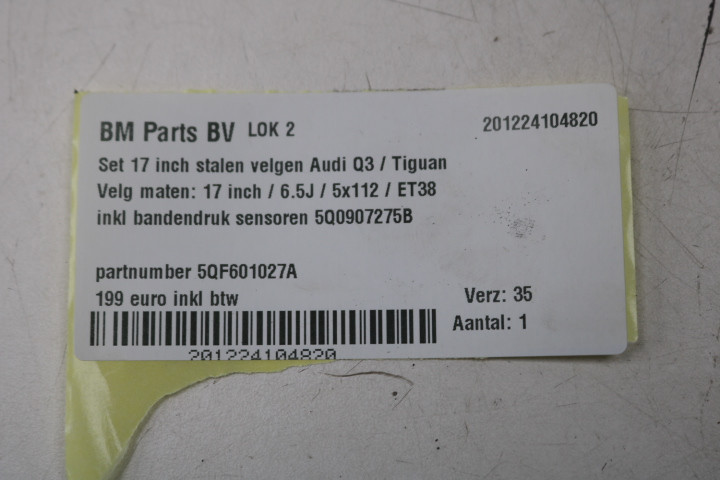 BM Parts BV LOK 2 201224104820
Set 17 inch stalen velgen Audi Q3 / Tiguan
Velg maten: 17 inch / 6.5J / 5x112 / ET38
inkl bandendruk sensoren 5Q0907275B
partnumber 5QF601027A
199 euro inkl btw Verz: 35
Aantal: 1
201224104820